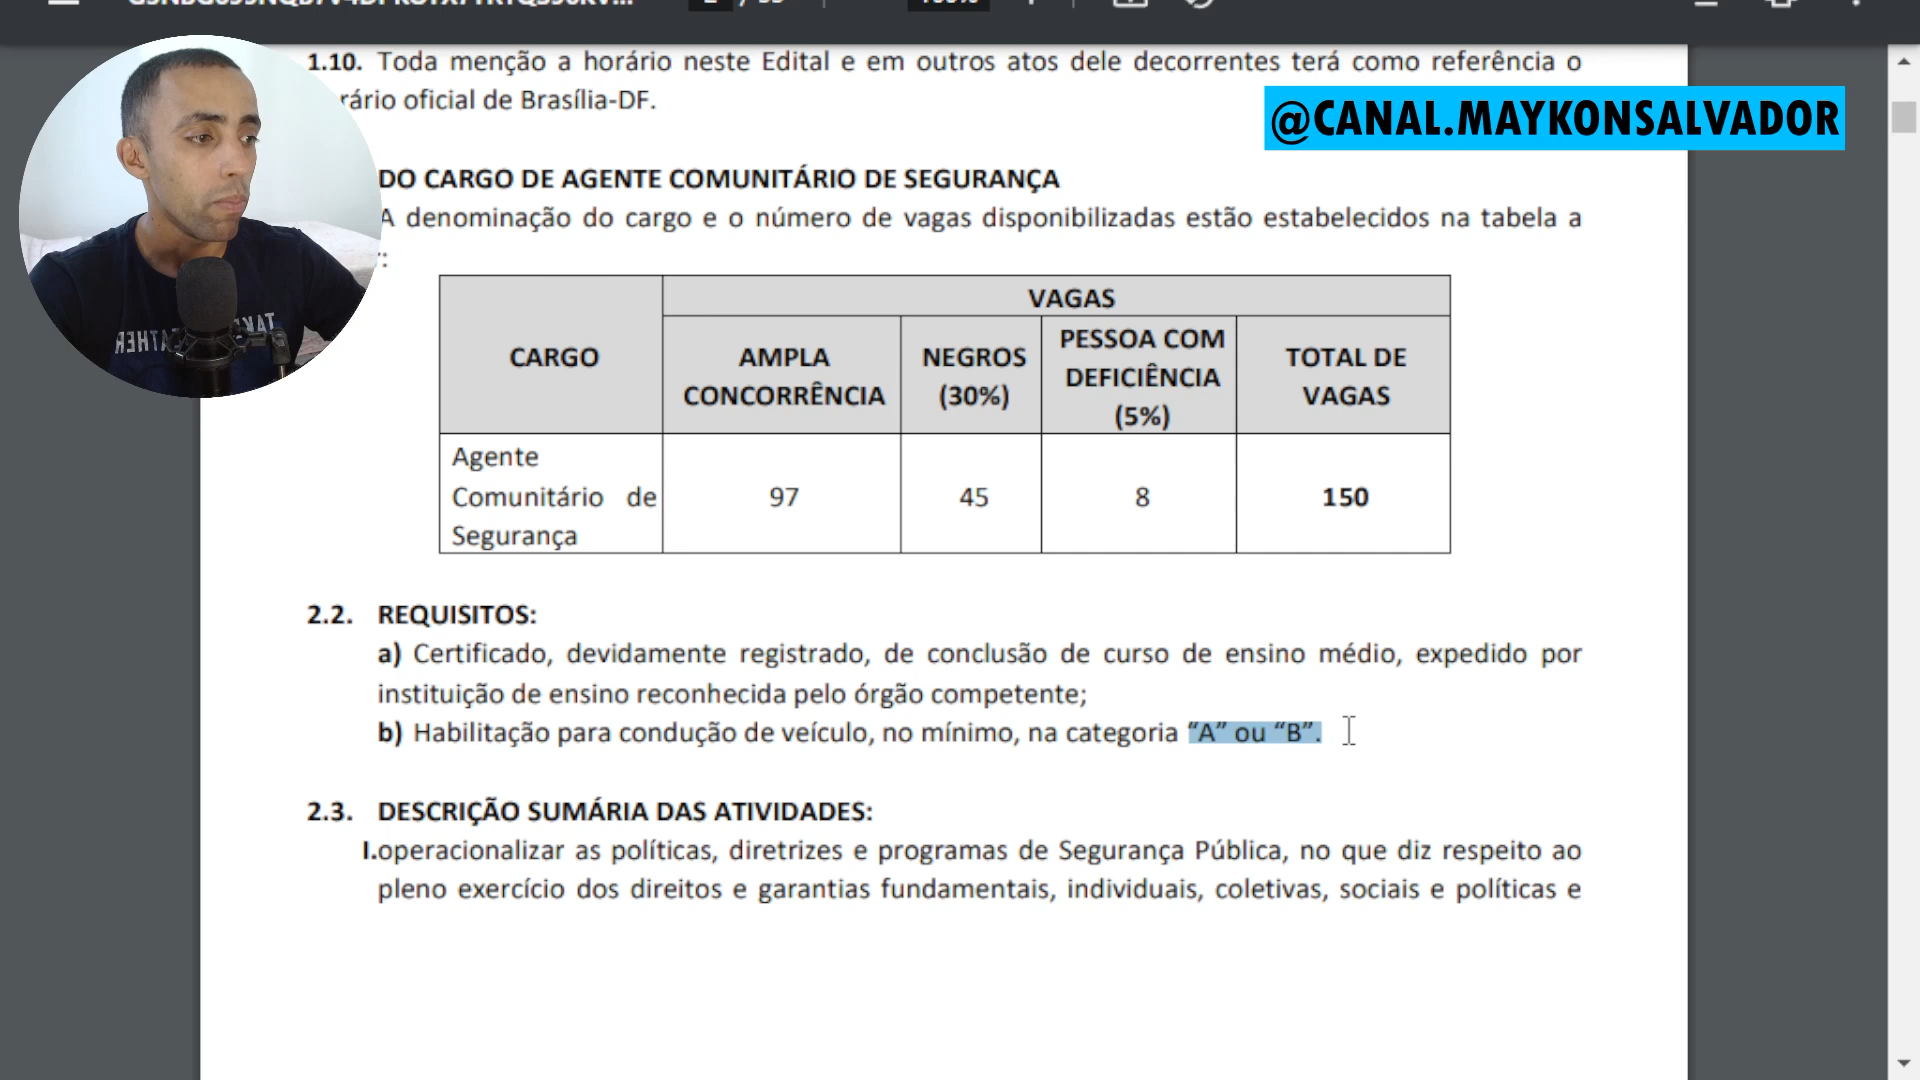 1.10. Toda menção a horário neste Edital e em outros atos dele decorrentes terá como referência o
rário oficial de Brasília-DF.
@CANAL.MAYKONSALVADOR
DO CARGO DE AGENTE COMUNITÁRIO DE SEGURANÇA
A denominação do cargo e o número de vagas disponibilizadas estão estabelecidos na tabela a
CARGO
VAGAS
AMPLA CONCORRÊNCIA
NEGROS (30%)
PESSOA COM DEFICIÊNCIA (5%)
TOTAL DE VAGAS
Agente
Comunitário de
Segurança
97
45
8
150
2.2. REQUISITOS:
a) Certificado, devidamente registrado, de conclusão de curso de ensino médio, expedido por
instituição de ensino reconhecida pelo órgão competente;
b) Habilitação para condução de veículo, no mínimo, na categoria “A” ou “B”.
2.3. DESCRIÇÃO SUMÁRIA DAS ATIVIDADES:
I.operacionalizar as políticas, diretrizes e programas de Segurança Pública, no que diz respeito ao
pleno exercício dos direitos e garantias fundamentais, individuais, coletivas, sociais e políticas e